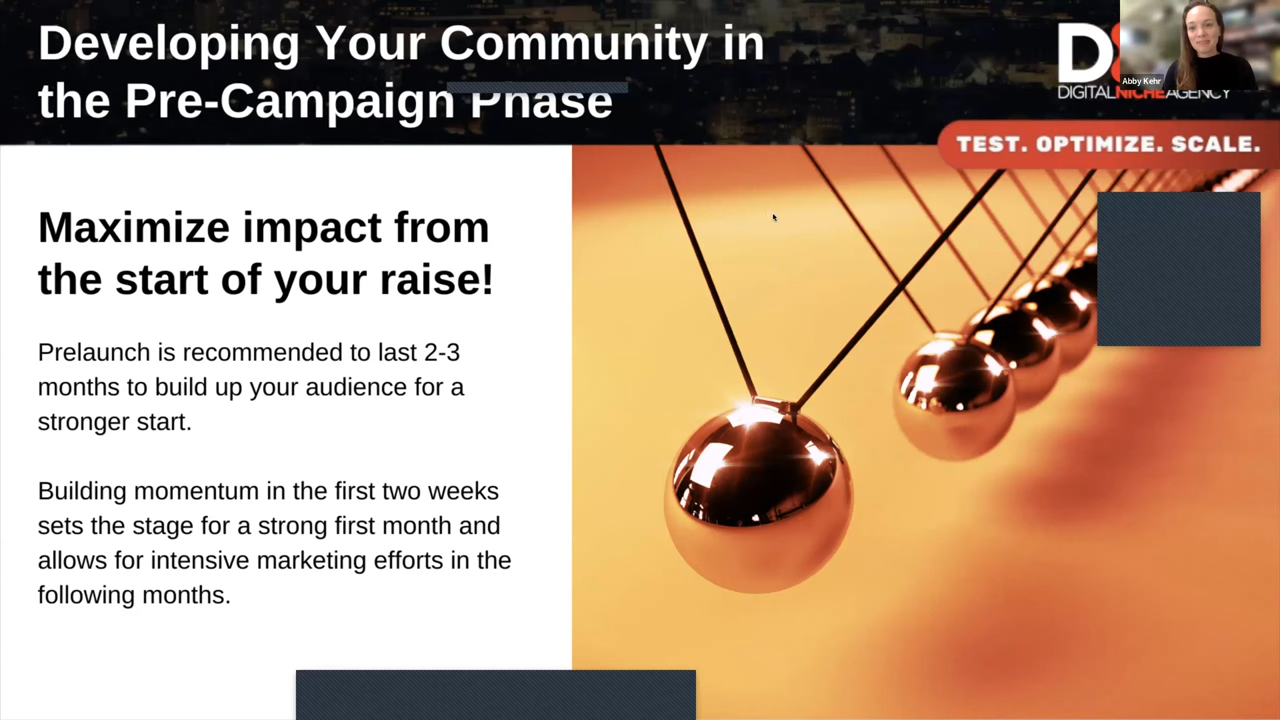 Developing Your Community in
the Pre-Campaign Phase
Abby Kehr
DIGITALNICHEAGENCY
TEST. OPTIMIZE. SCALE.
Maximize impact from
the start of your raise!
Prelaunch is recommended to last 2-3
months to build up your audience for a
stronger start.
Building momentum in the first two weeks
sets the stage for a strong first month and
allows for intensive marketing efforts in the
following months.